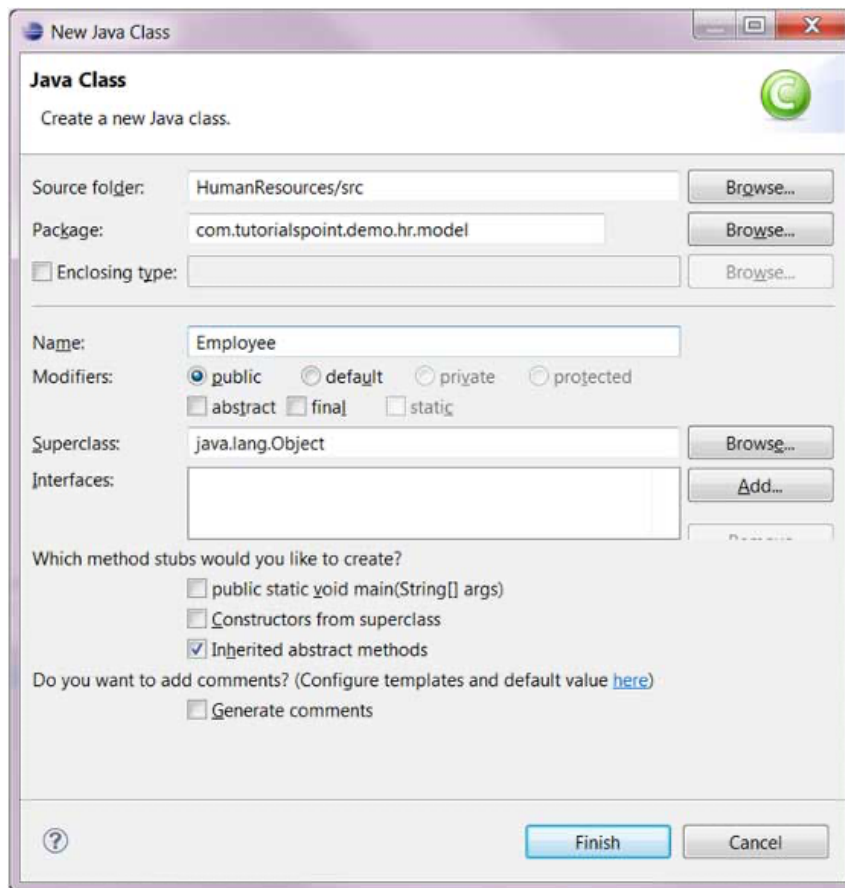 New Java Class
Java Class
Create a new Java class.
Source folder: HumanResources/src Browse...
Package: com.tutorialspoint.demo.hr.model Browse...
Enclosing type: Browse...
Name: Employee
Modifiers: public default private protected
abstract final static
Superclass: java.lang.Object Browse...
Interfaces: Add...
Which method stubs would you like to create?
public static void main(String[] args)
Constructors from superclass
Inherited abstract methods
Do you want to add comments? (Configure templates and default value here)
Generate comments
? Finish Cancel